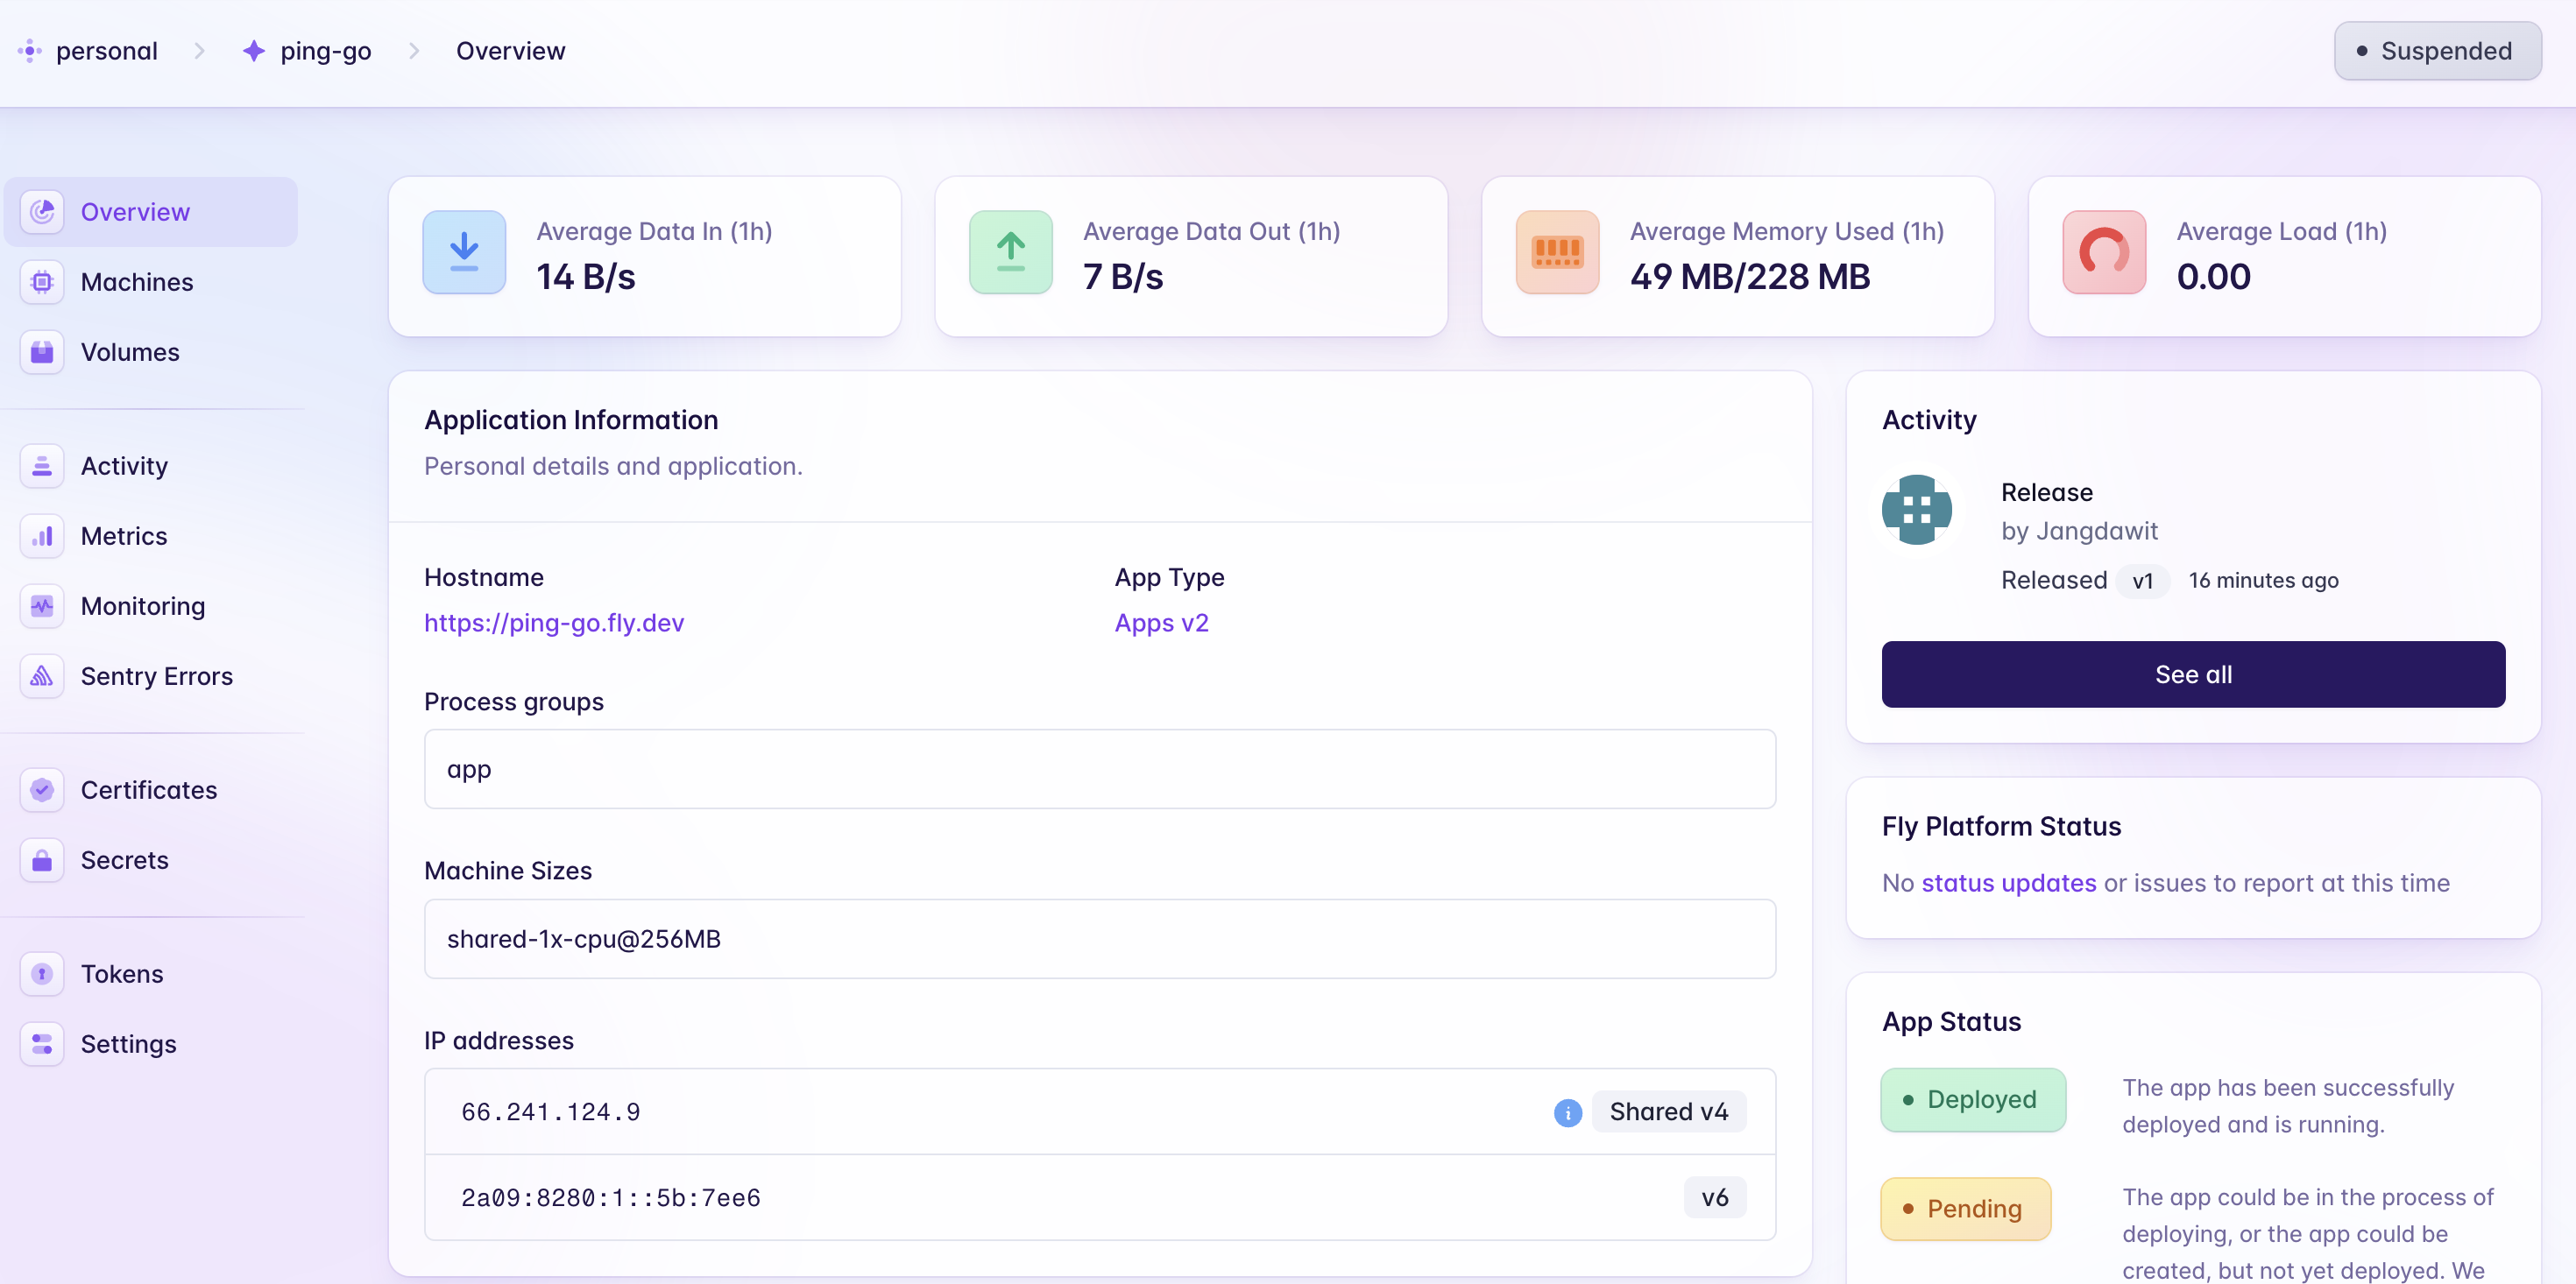 personal
ping-go
Overview
Suspended
Overview
Machines
Volumes
Activity
Metrics
Monitoring
Sentry Errors
Certificates
Secrets
Tokens
Settings
Average Data In (1h)
14 B/s
Average Data Out (1h)
7 B/s
Average Memory Used (1h)
49 MB/228 MB
Average Load (1h)
0.00
Application Information
Personal details and application.
Hostname
https://ping-go.fly.dev
App Type
Apps v2
Process groups
app
Machine Sizes
shared-1x-cpu@256MB
IP addresses
66.241.124.9
Shared v4
2a09:8280:1::5b:7ee6
v6
Activity
Release
by Jangdawit
Released v1 16 minutes ago
See all
Fly Platform Status
No status updates or issues to report at this time
App Status
Deployed
The app has been successfully
deployed and is running.
Pending
The app could be in the process of
deploying, or the app could be
created, but not yet deployed. We